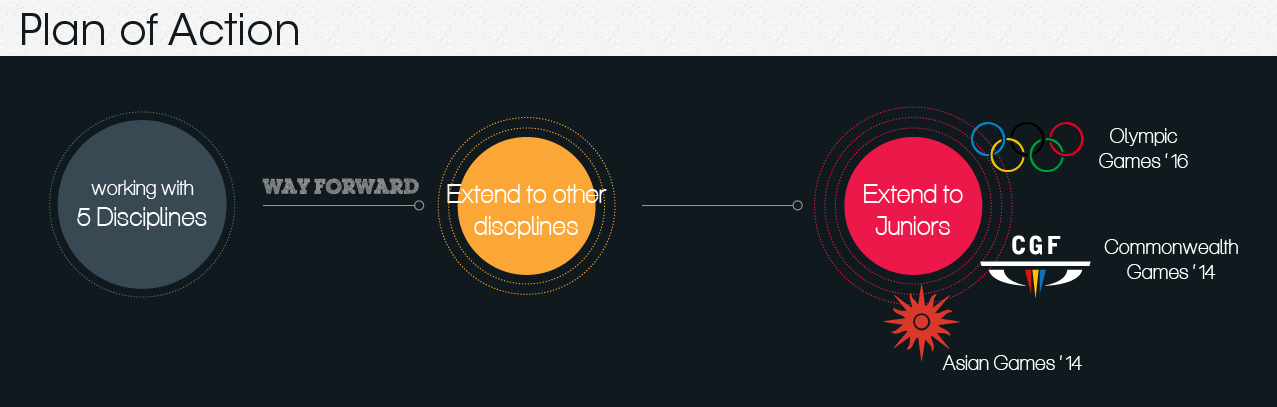 Plan of Action
working with
5 Disciplines
WAY FORWARD
Extend to other
discplines
Extend to
Juniors
Olympic
Games '16
CGF
Commonwealth
Games '14
Asian Games '14